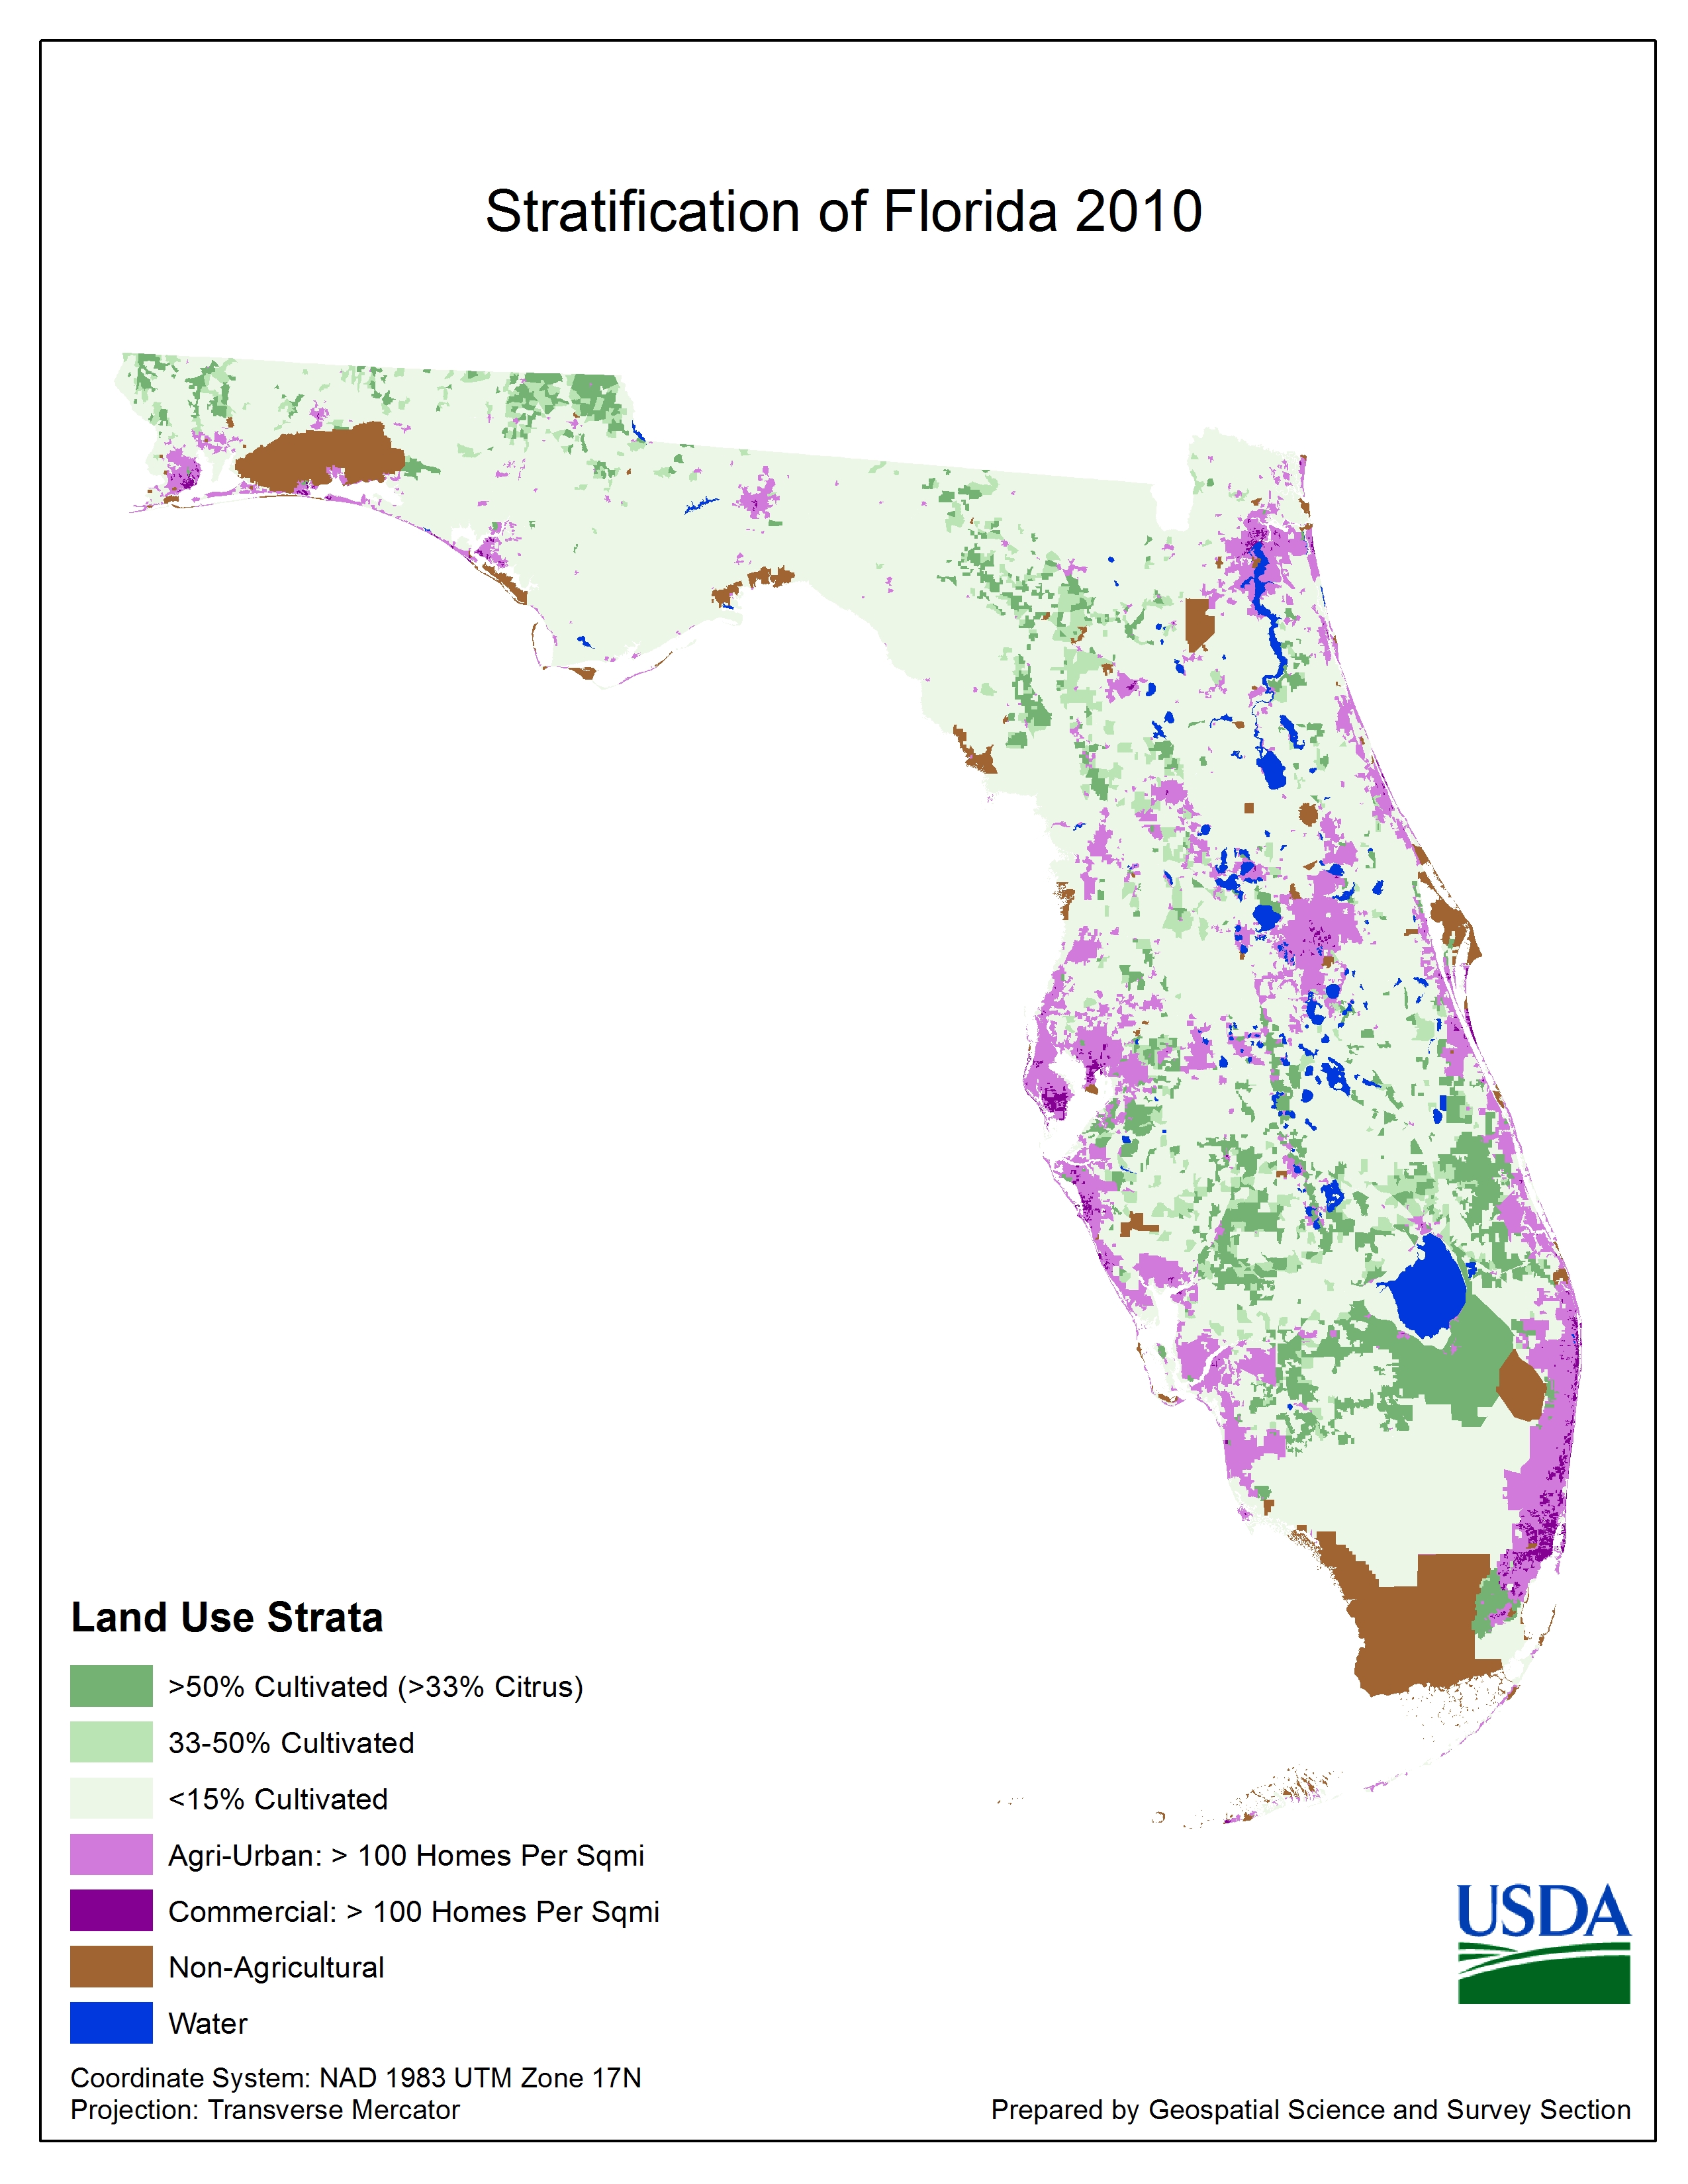 Stratification of Florida 2010
Land Use Strata
>50% Cultivated (>33% Citrus)
33-50% Cultivated
<15% Cultivated
Agri-Urban: > 100 Homes Per Sqmi
Commercial: > 100 Homes Per Sqmi
Non-Agricultural
Water
USDA
Coordinate System: NAD 1983 UTM Zone 17N
Projection: Transverse Mercator
Prepared by Geospatial Science and Survey Section